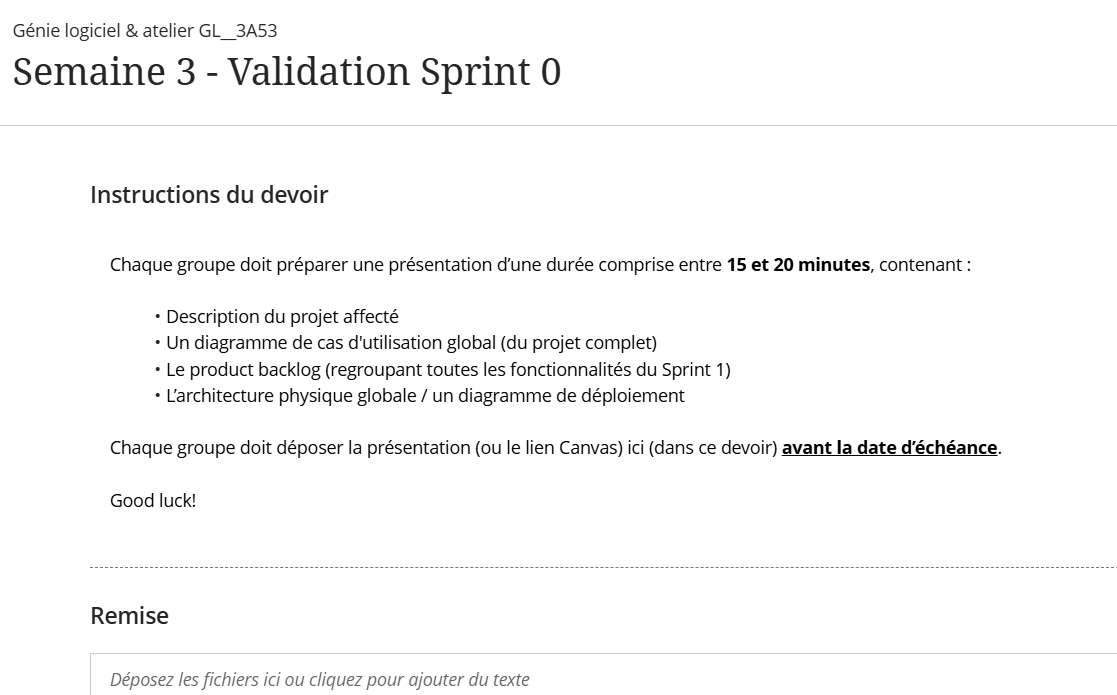 Génie logiciel & atelier GL__3A53
Semaine 3 - Validation Sprint 0
Instructions du devoir
Chaque groupe doit préparer une présentation d’une durée comprise entre 15 et 20 minutes, contenant :
• Description du projet affecté
• Un diagramme de cas d'utilisation global (du projet complet)
• Le product backlog (regroupant toutes les fonctionnalités du Sprint 1)
• L’architecture physique globale / un diagramme de déploiement
Chaque groupe doit déposer la présentation (ou le lien Canvas) ici (dans ce devoir) avant la date d’échéance.
Good luck!
Remise
Déposez les fichiers ici ou cliquez pour ajouter du texte